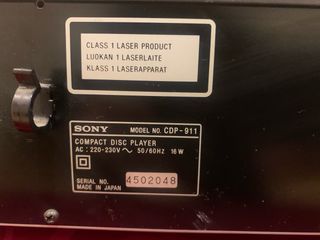 CLASS 1 LASER PRODUCT
LUOKAN 1 LASERLAITE
KLASS 1 LASERAPPARAT
SONY MODEL NO. CDP-911
COMPACT DISC PLAYER
AC : 220-230V ～ 50/60Hz 16W
SERIAL NO. 4502048
MADE IN JAPAN